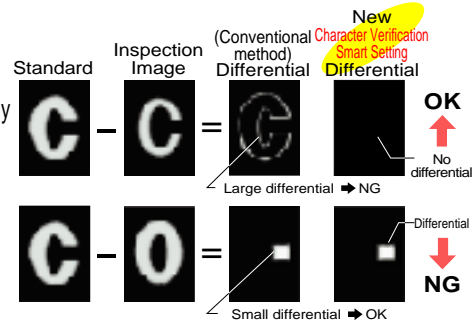 New
(Conventional Character Verification
Inspection method) Smart Setting
Standard Image Differential Differential
y
C – C = OK
No
differential
Large differential ➡ NG
Differential
C – O =
NG
Small differential ➡ OK